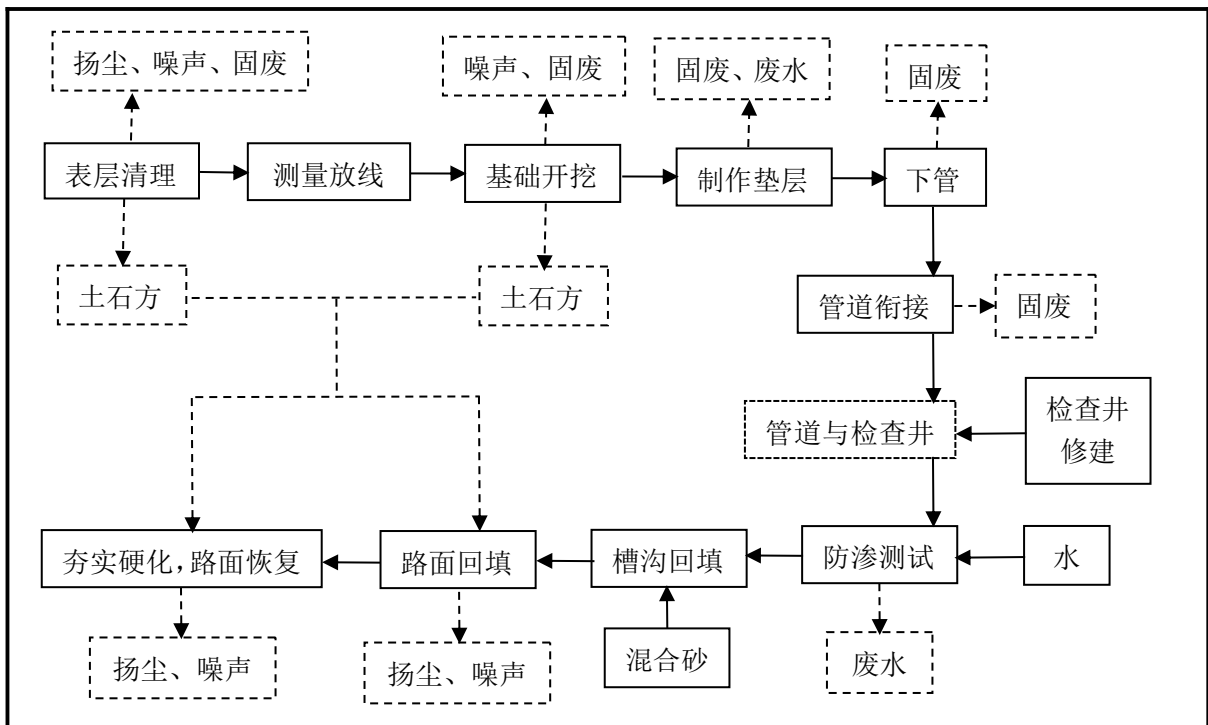 扬尘、噪声、固废
噪声、固废
固废、废水
固废
表层清理
测量放线
基础开挖
制作垫层
下管
土石方
土石方
管道衔接
固废
管道与检查井
检查井
修建
夯实硬化，路面恢复
路面回填
槽沟回填
防渗测试
水
扬尘、噪声
扬尘、噪声
混合砂
废水